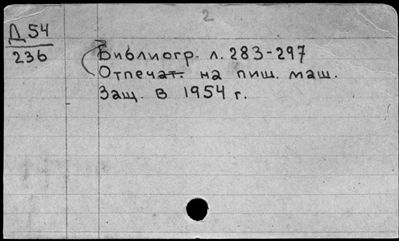 2
Д 54
236
Библиогр. л. 283-297
Отпечат. на пиш. маш.
Защ. в 1954 г.